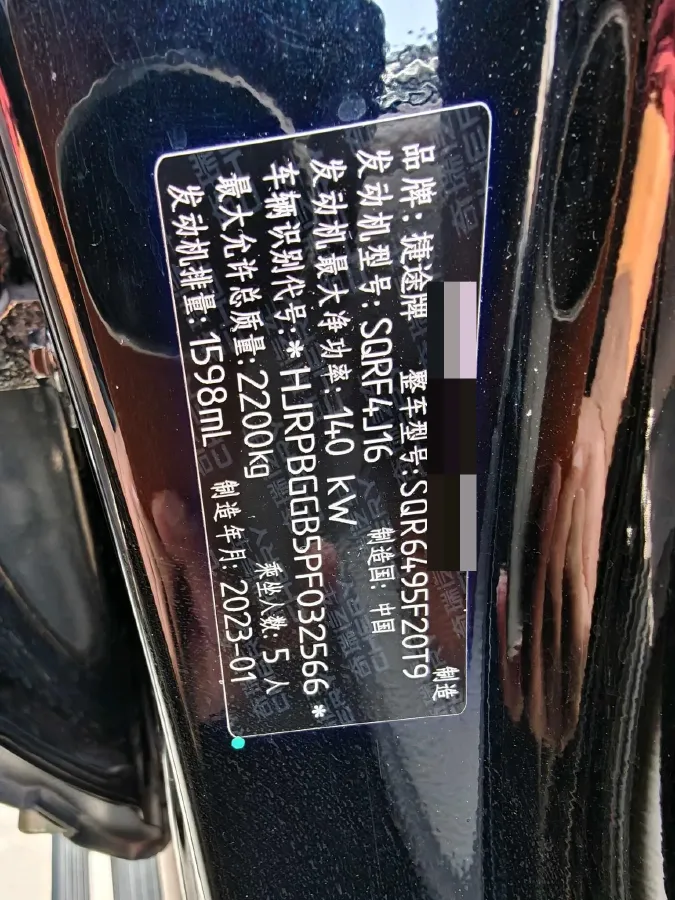 制造
品牌：捷途牌 整车型号:SQR6495F20T9
发动机型号:SQRF4J16 制造国：中国
发动机最大净功率：140 kW
车辆识别代号:*HJRPBGGB5PF032566*
最大允许总质量:2200kg 乘坐人数：5人
发动机排量:1598mL 制造年月：2023-01